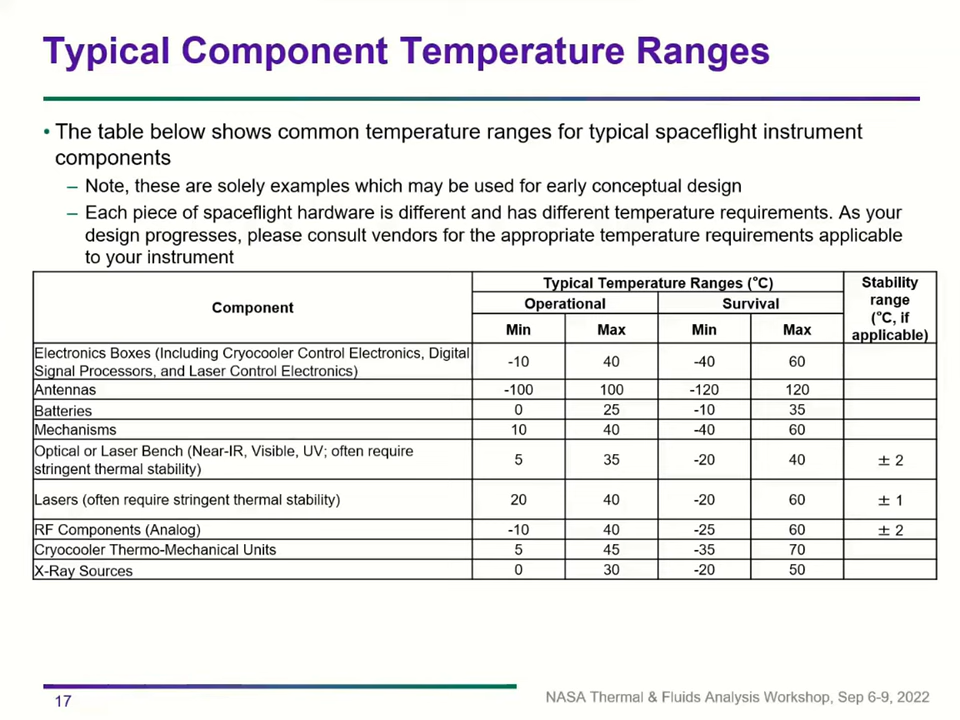 Typical Component Temperature Ranges
• The table below shows common temperature ranges for typical spaceflight instrument
components
– Note, these are solely examples which may be used for early conceptual design
– Each piece of spaceflight hardware is different and has different temperature requirements. As your
design progresses, please consult vendors for the appropriate temperature requirements applicable
to your instrument
Component Typical Temperature Ranges (°C) Stability
range
(°C, if
applicable)
Operational Survival
Min Max Min Max
Electronics Boxes (Including Cryocooler Control Electronics, Digital
Signal Processors, and Laser Control Electronics) -10 40 -40 60
Antennas -100 100 -120 120
Batteries 0 25 -10 35
Mechanisms 10 40 -40 60
Optical or Laser Bench (Near-IR, Visible, UV; often require
stringent thermal stability) 5 35 -20 40 ± 2
Lasers (often require stringent thermal stability) 20 40 -20 60 ± 1
RF Components (Analog) -10 40 -25 60 ± 2
Cryocooler Thermo-Mechanical Units 5 45 -35 70
X-Ray Sources 0 30 -20 50
17
NASA Thermal & Fluids Analysis Workshop, Sep 6-9, 2022